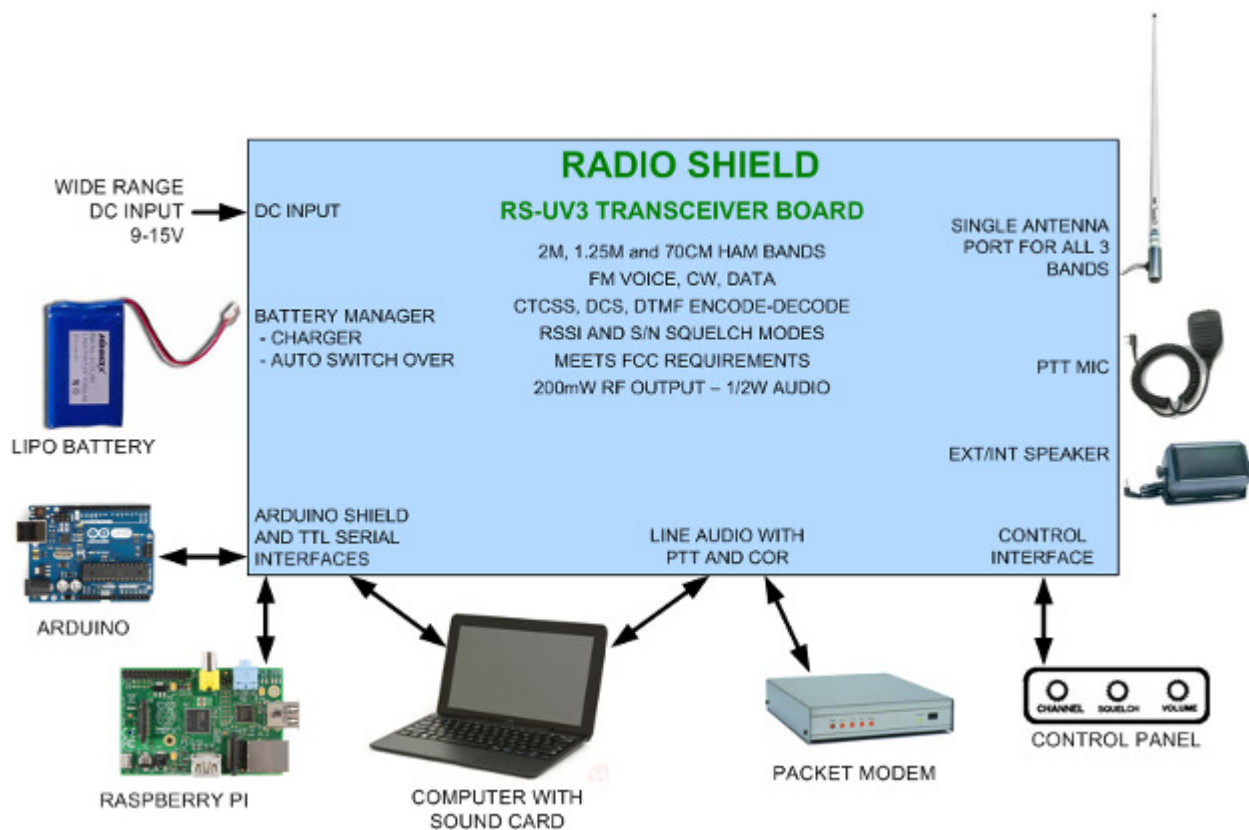 RADIO SHIELD
RS-UV3 TRANSCEIVER BOARD
2M, 1.25M and 70CM HAM BANDS
FM VOICE, CW, DATA
CTCSS, DCS, DTMF ENCODE-DECODE
RSSI AND S/N SQUELCH MODES
MEETS FCC REQUIREMENTS
200mW RF OUTPUT – 1/2W AUDIO
WIDE RANGE
DC INPUT
9-15V
DC INPUT
BATTERY MANAGER
- CHARGER
- AUTO SWITCH OVER
LIPO BATTERY
ARDUINO SHIELD
AND TTL SERIAL
INTERFACES
ARDUINO
RASPBERRY PI
COMPUTER WITH
SOUND CARD
LINE AUDIO WITH
PTT AND COR
PACKET MODEM
SINGLE ANTENNA
PORT FOR ALL 3
BANDS
PTT MIC
EXT/INT SPEAKER
CONTROL
INTERFACE
CHANNEL SQUELCH VOLUME
CONTROL PANEL